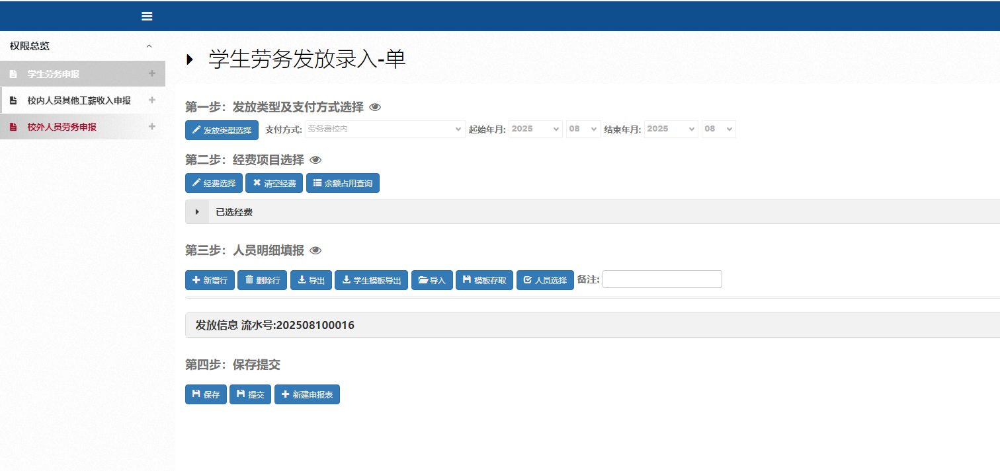 权限总览
学生劳务申报
校内人员其他工薪收入申报
校外人员劳务申报
学生劳务发放录入-单
第一步：发放类型及支付方式选择
发放类型选择 支付方式: 劳务费校内 起始年月: 2025 08 结束年月: 2025 08
第二步：经费项目选择
经费选择 清空经费 余额占用查询
已选经费
第三步：人员明细填报
新增行 删除行 导出 学生模板导出 导入 模板存取 人员选择 备注:
发放信息 流水号:202508100016
第四步：保存提交
保存 提交 新建申报表